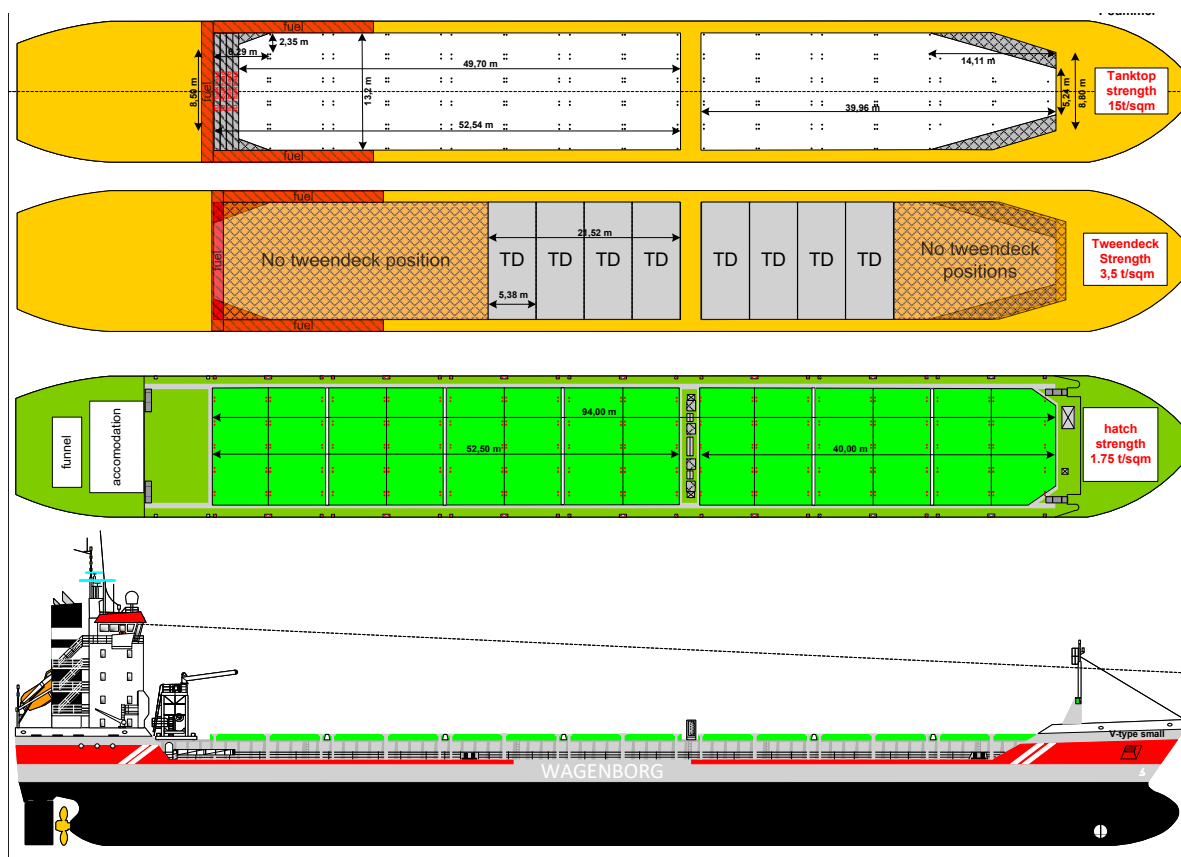 fuel
2,35 m
6,29 m
49,70 m
14,11 m
8,50 m
fuel
13,2 m
5,24 m
8,80 m
Tanktop
strength
15t/sqm
39,96 m
52,54 m
fuel
fuel
21,52 m
No tweendeck position
TD
TD
TD
TD
TD
TD
TD
TD
No tweendeck
positions
Tweendeck
Strength
3,5 t/sqm
fuel
5,38 m
fuel
94,00 m
funnel
accomodation
52,50 m
40,00 m
hatch
strength
1.75 t/sqm
V-type small
WAGENBORG